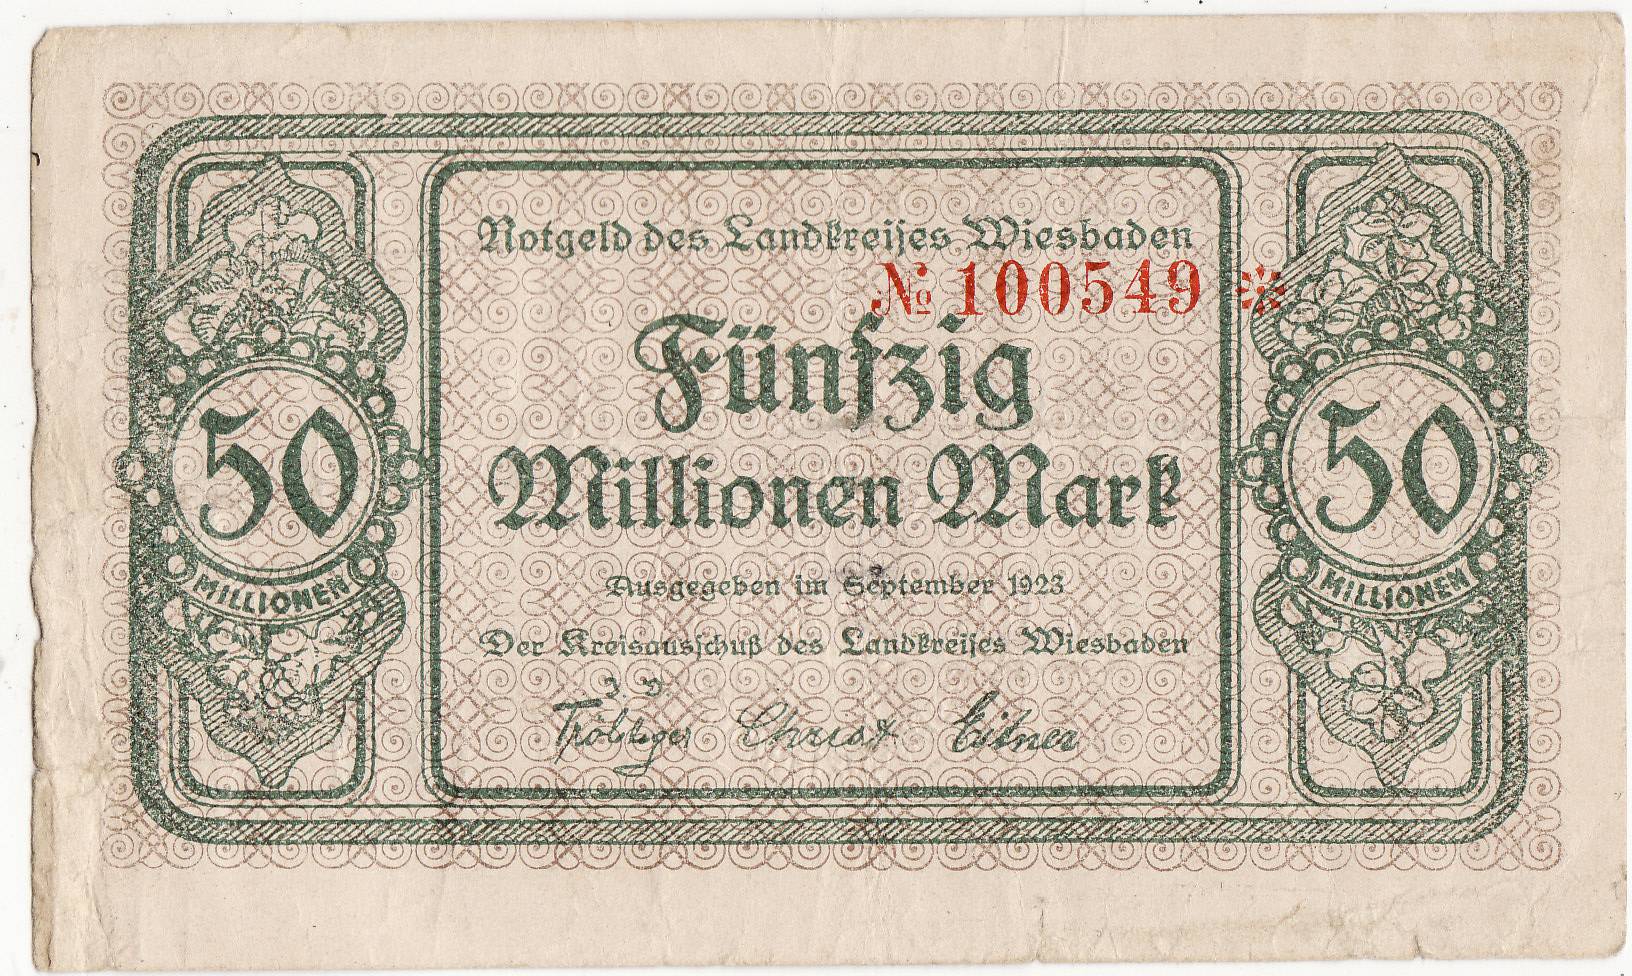 Notgeld des Landkreises Wiesbaden
№ 100549 *
Fünfzig
Millionen Mark
50
MILLIONEN
50
MILLIONEN
Ausgegeben im September 1923
Der Kreisausschuß des Landkreises Wiesbaden
Eitner